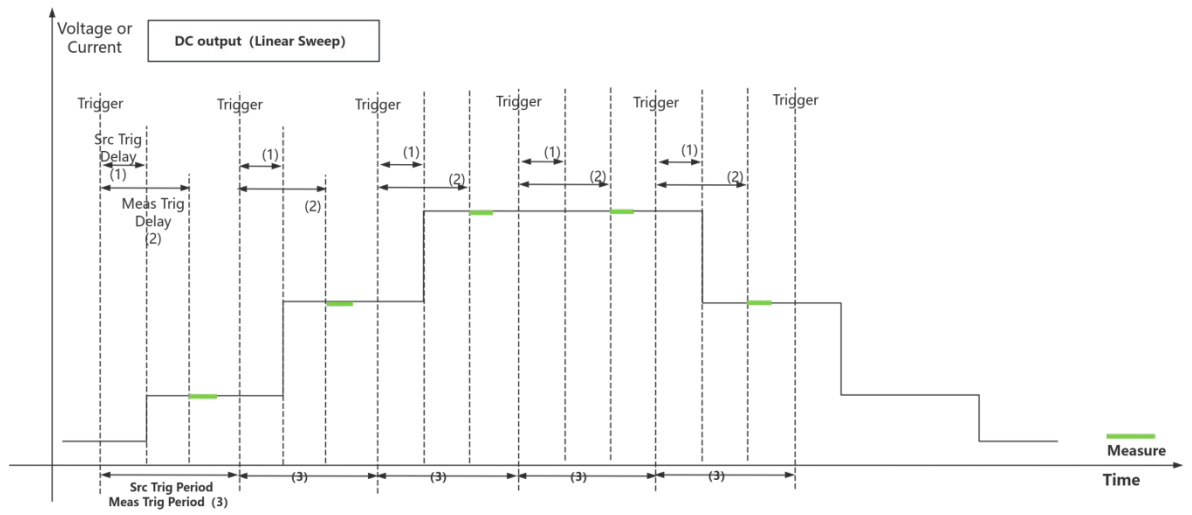 Voltage or
Current
DC output（Linear Sweep）
Trigger
Trigger
Trigger
Trigger
Trigger
Trigger
Src Trig
Delay
(1)
(1)
(1)
(1)
(1)
Meas Trig
Delay
(2)
(2)
(2)
(2)
(2)
Measure
Time
Src Trig Period
Meas Trig Period（3）
(3)
(3)
(3)
(3)